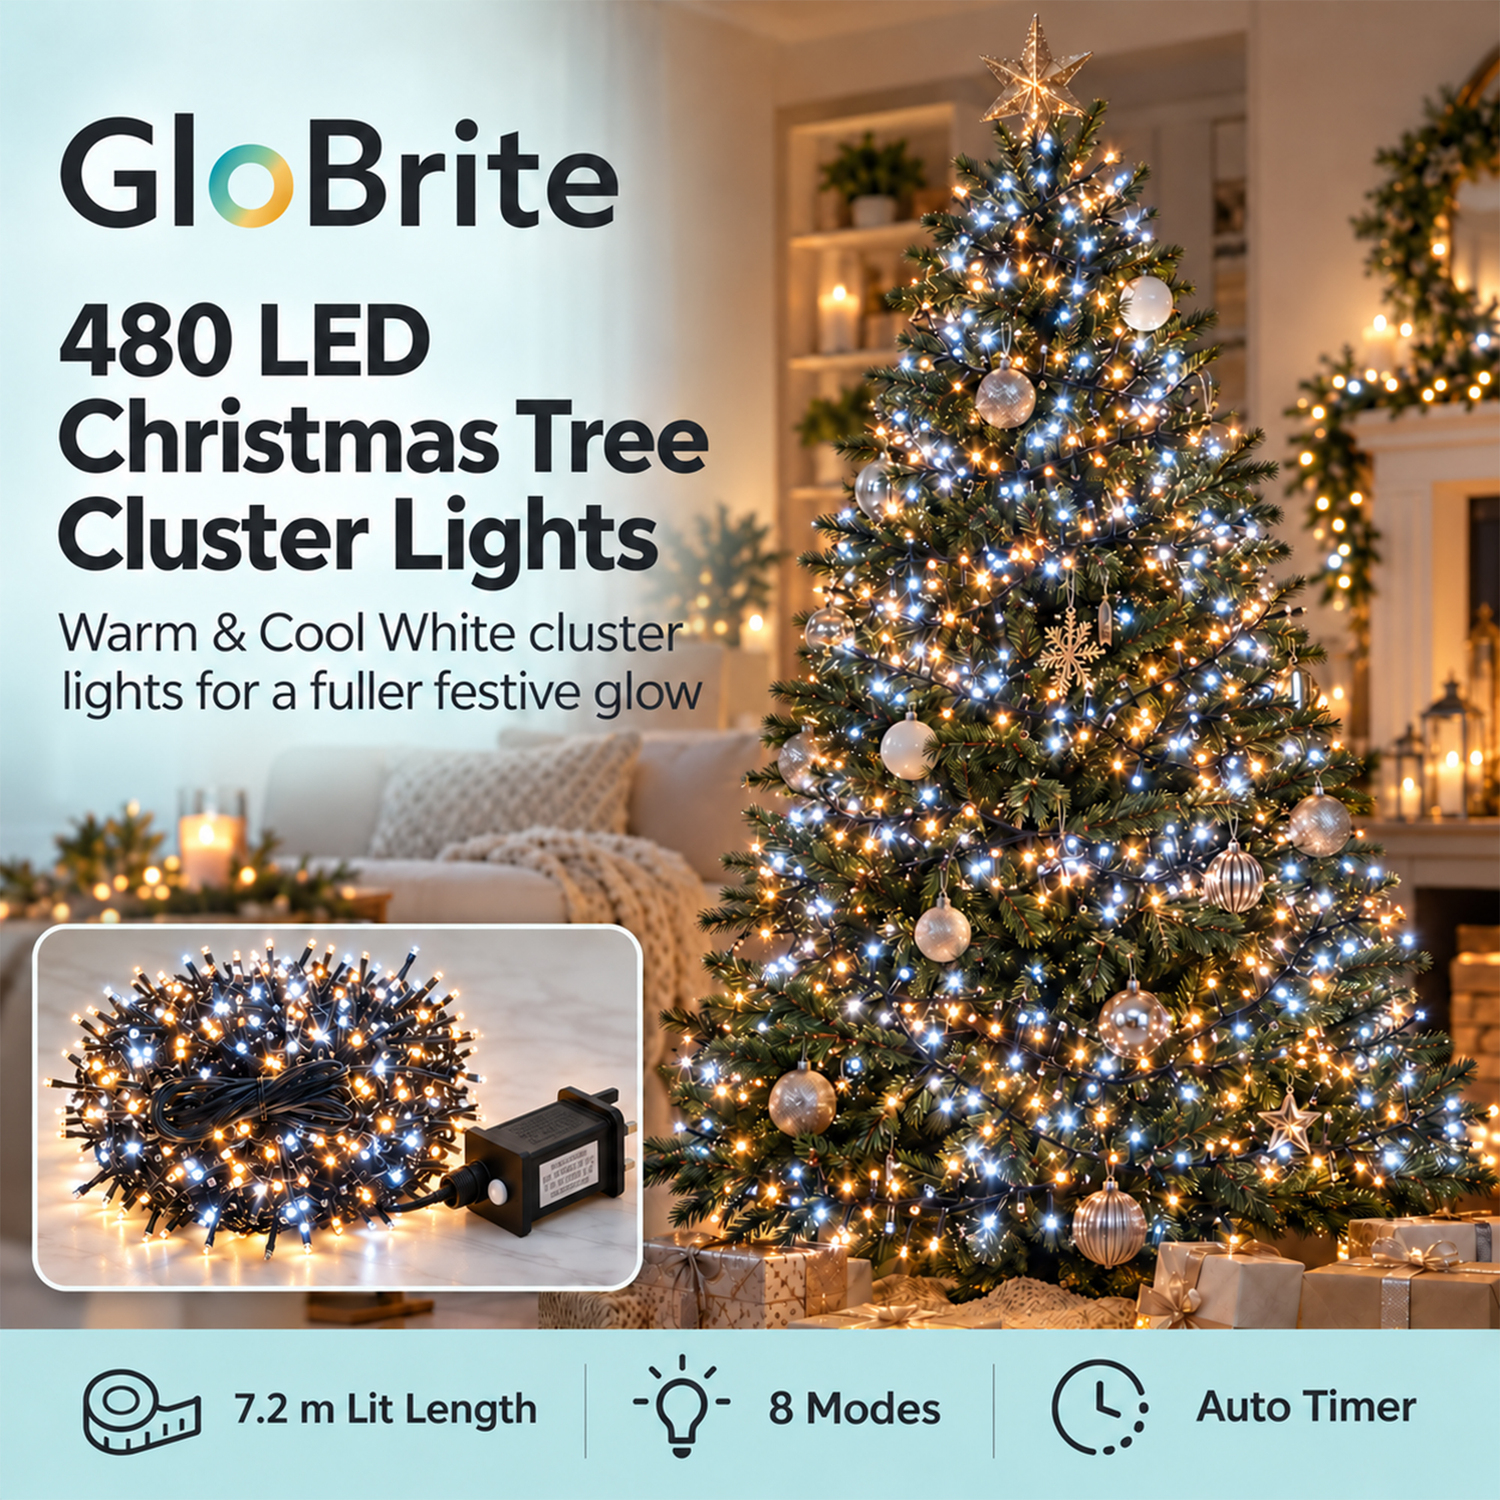 GloBrite
480 LED
Christmas Tree
Cluster Lights
Warm & Cool White cluster
lights for a fuller festive glow
7.2 m Lit Length
8 Modes
Auto Timer